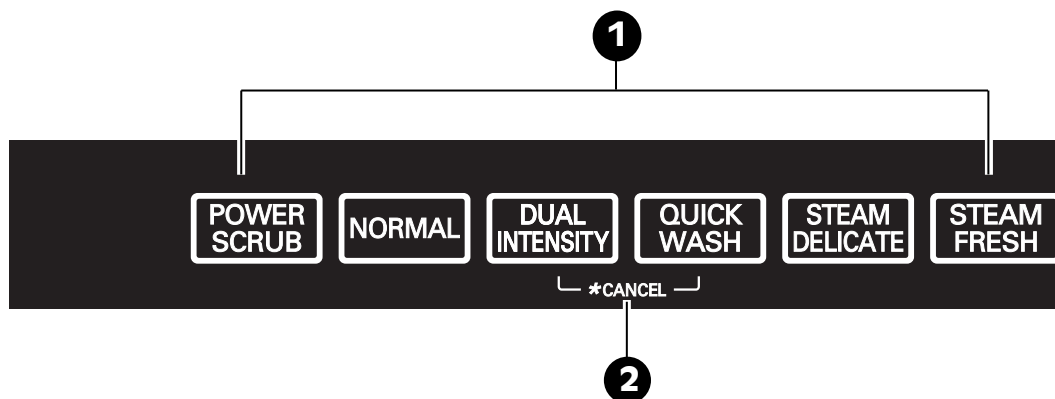 1
POWER
SCRUB
NORMAL
DUAL
INTENSITY
QUICK
WASH
STEAM
DELICATE
STEAM
FRESH
*CANCEL
2